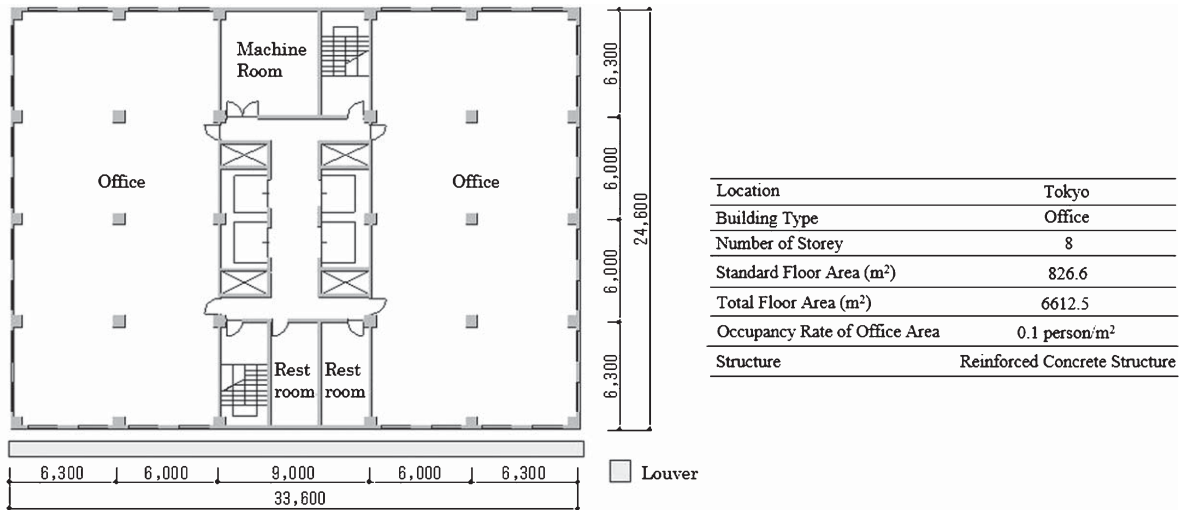 Machine
Room
Office
Office
Rest
room
Rest
room
6,300
6,000
6,000
6,300
24,600
6,300
6,000
9,000
6,000
6,300
33,600
Louver
Location Tokyo
Building Type Office
Number of Storey 8
Standard Floor Area (m²) 826.6
Total Floor Area (m²) 6612.5
Occupancy Rate of Office Area 0.1 person/m²
Structure Reinforced Concrete Structure